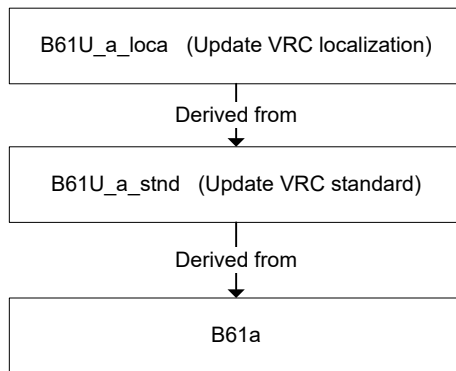 B61U_a_loca (Update VRC localization)
Derived from
B61U_a_stnd (Update VRC standard)
Derived from
B61a